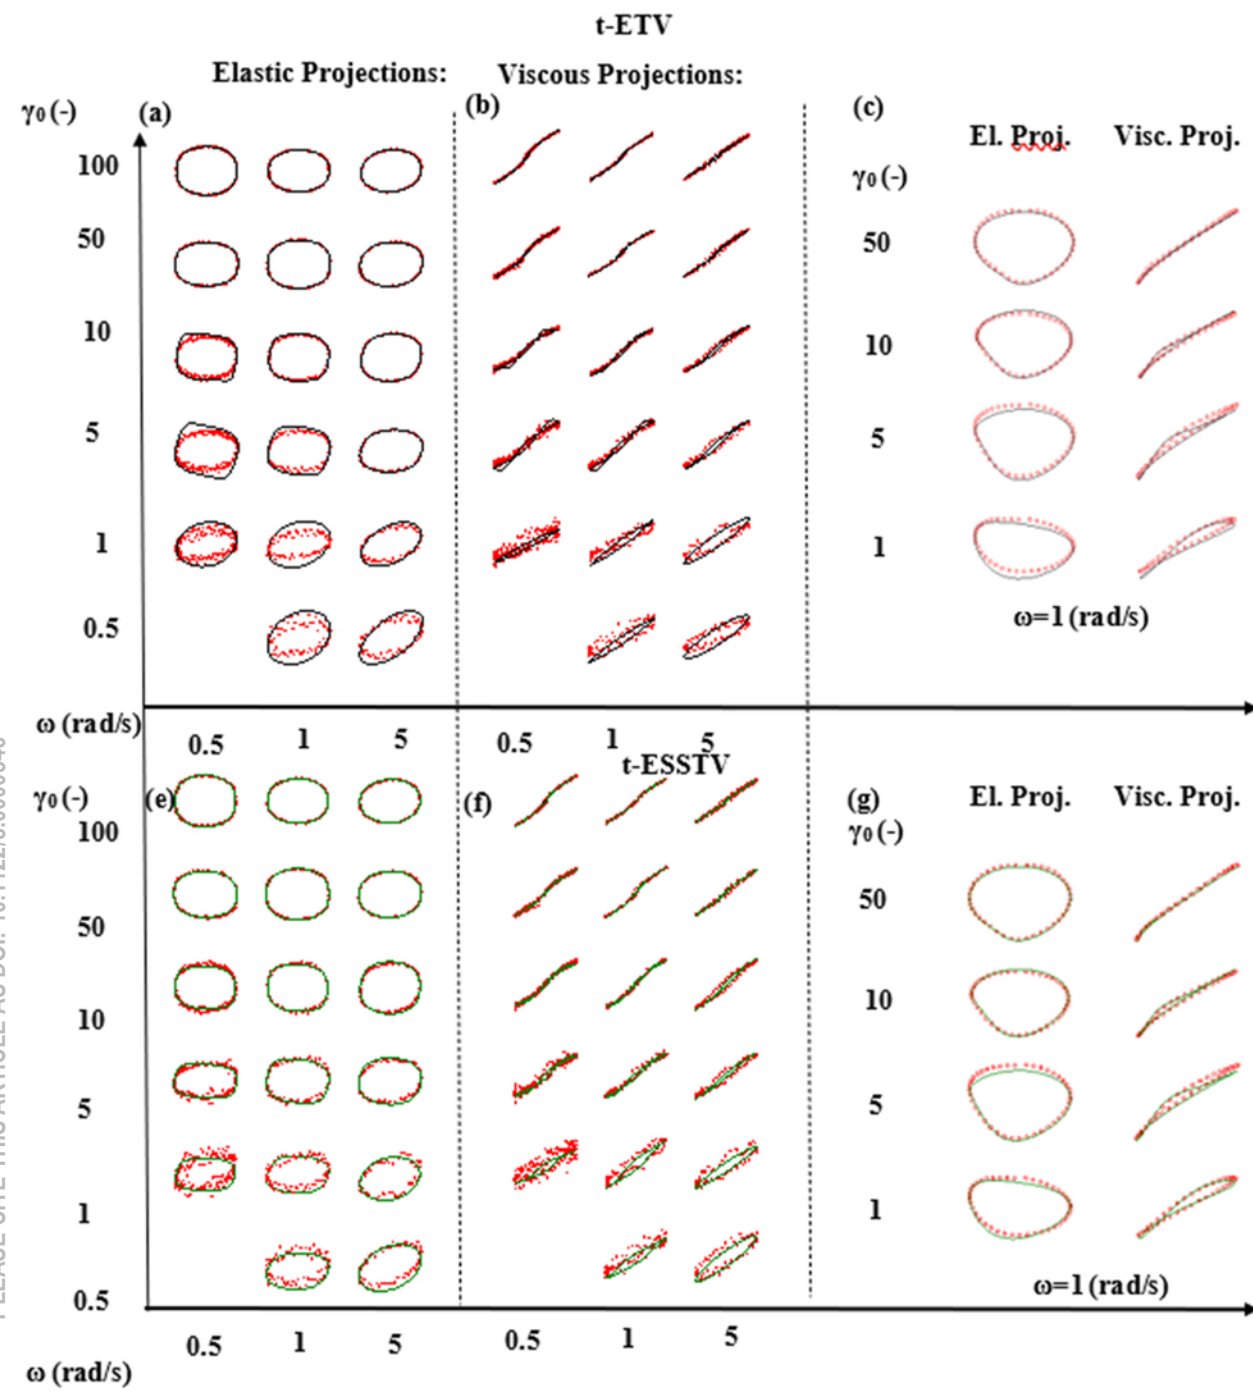 t-ETV
Elastic Projections:
Viscous Projections:
γ0 (-)
(a)
(b)
(c)
El. Proj.
Visc. Proj.
γ0 (-)
100
50
10
5
1
0.5
50
10
5
1
ω=1 (rad/s)
ω (rad/s)
0.5
1
5
0.5
1
5
t-ESSTV
γ0 (-)
(e)
(f)
(g)
El. Proj.
Visc. Proj.
γ0 (-)
100
50
10
5
1
0.5
50
10
5
1
ω=1 (rad/s)
0.5
1
5
0.5
1
5
ω (rad/s)